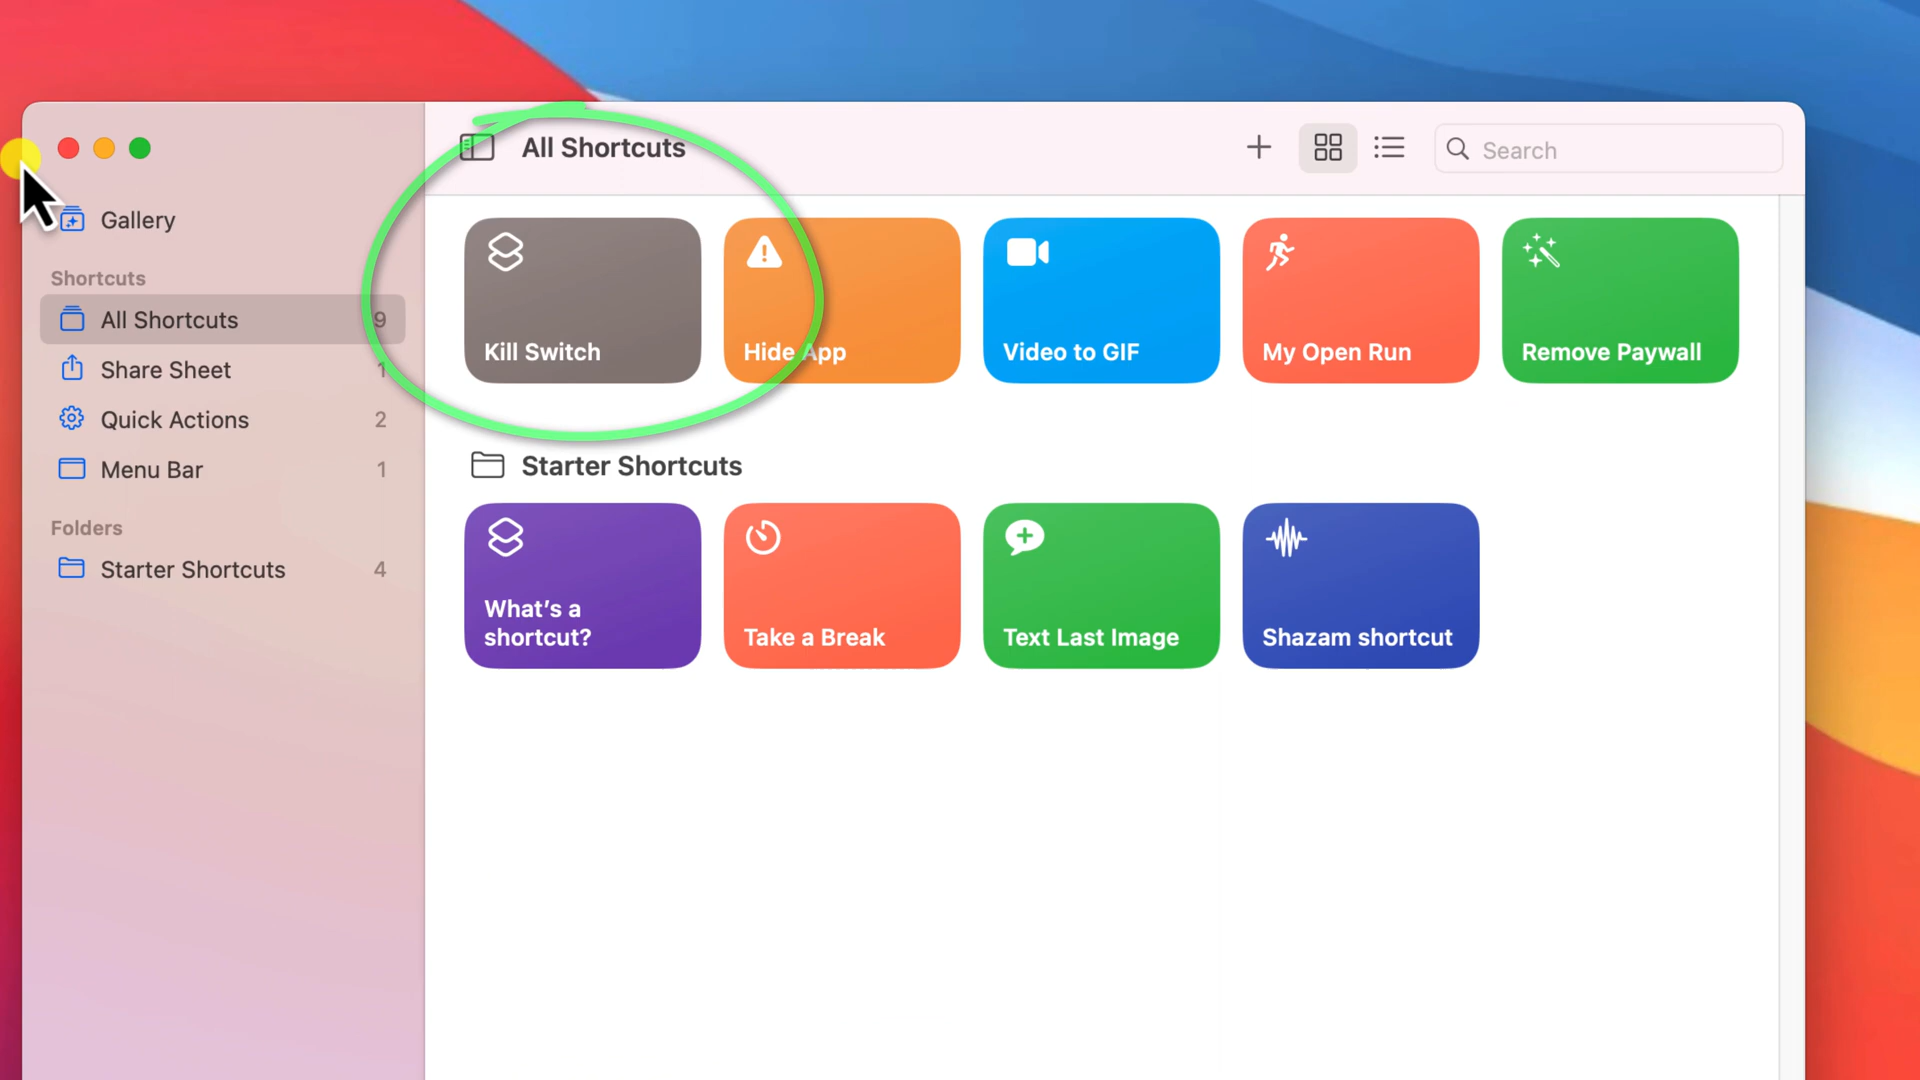 All Shortcuts
Search
Gallery
Shortcuts
All Shortcuts 9
Share Sheet 1
Quick Actions 2
Menu Bar 1
Folders
Starter Shortcuts 4
Kill Switch
Hide App
Video to GIF
My Open Run
Remove Paywall
Starter Shortcuts
What's a
shortcut?
Take a Break
Text Last Image
Shazam shortcut